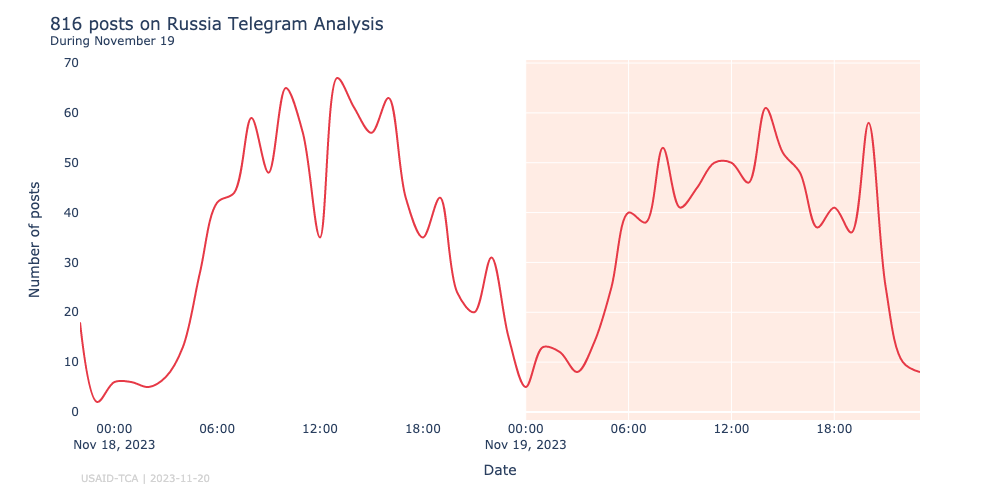 816 posts on Russia Telegram Analysis
During November 19
70
60
50
40
30
20
10
0
Number of posts
00:00 06:00 12:00 18:00 00:00 06:00 12:00 18:00
Nov 18, 2023 Nov 19, 2023
Date
USAID-TCA | 2023-11-20